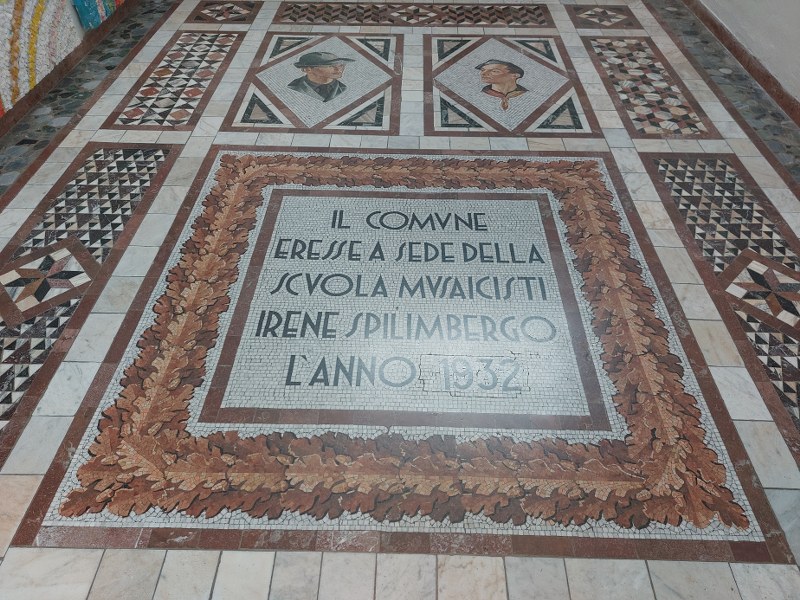 IL COMVNE
ERESSE A SEDE DELLA
SCVOLA MVSAICISTI
IRENE SPILIMBERGO
L'ANNO 1932